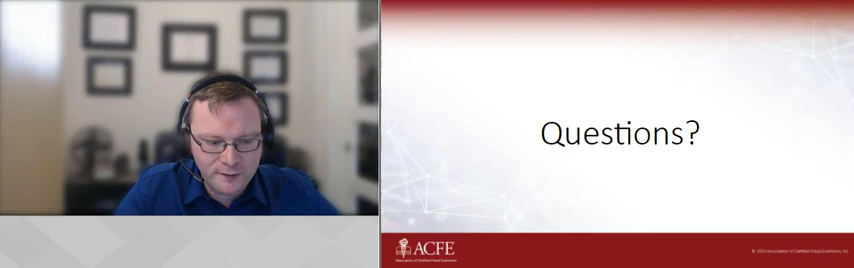 Questions?
ACFE
Association of Certified Fraud Examiners
© 2023 Association of Certified Fraud Examiners, Inc.